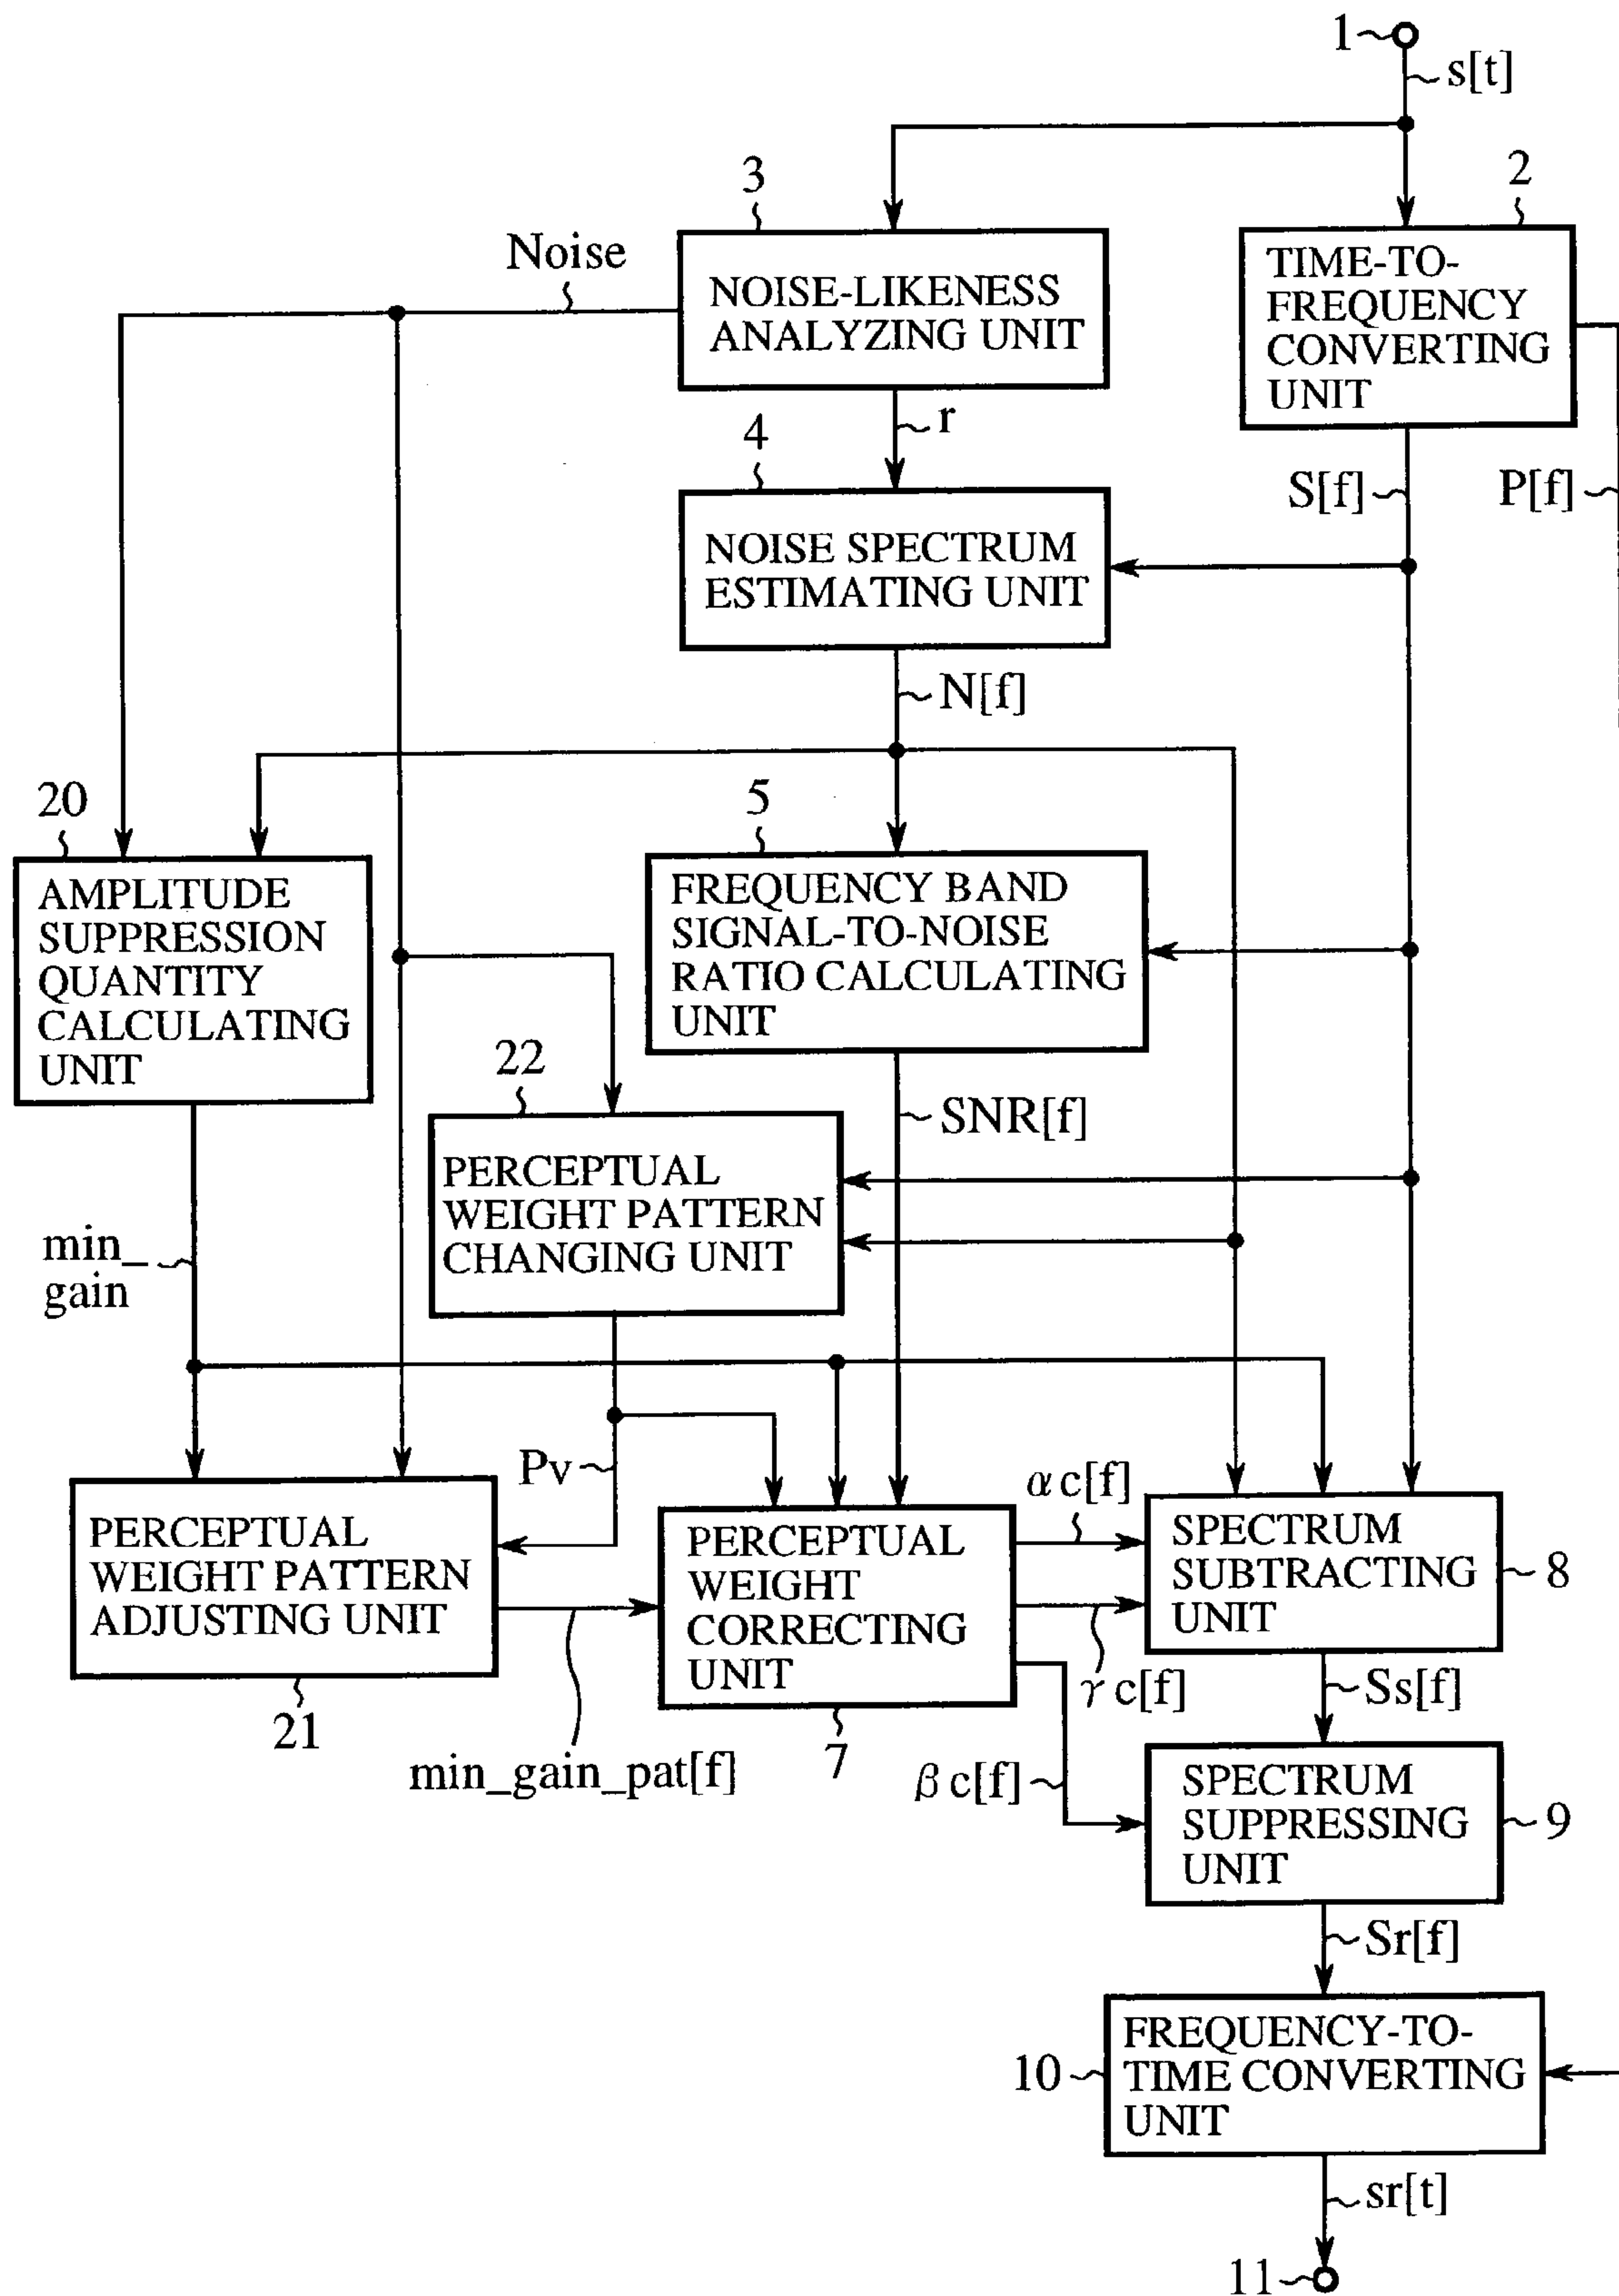 1
s[t]
3
2
Noise
NOISE-LIKENESS
ANALYZING UNIT
TIME-TO-
FREQUENCY
CONVERTING
UNIT
r
4
S[f]
P[f]
NOISE SPECTRUM
ESTIMATING UNIT
N[f]
20
5
AMPLITUDE
SUPPRESSION
QUANTITY
CALCULATING
UNIT
FREQUENCY BAND
SIGNAL-TO-NOISE
RATIO CALCULATING
UNIT
22
SNR[f]
PERCEPTUAL
WEIGHT PATTERN
CHANGING UNIT
min_
gain
Pv
αc[f]
PERCEPTUAL
WEIGHT PATTERN
ADJUSTING UNIT
PERCEPTUAL
WEIGHT
CORRECTING
UNIT
SPECTRUM
SUBTRACTING
UNIT
8
21
min_gain_pat[f]
7
γc[f]
Ss[f]
βc[f]
SPECTRUM
SUPPRESSING
UNIT
9
Sr[f]
10
FREQUENCY-TO-
TIME CONVERTING
UNIT
sr[t]
11